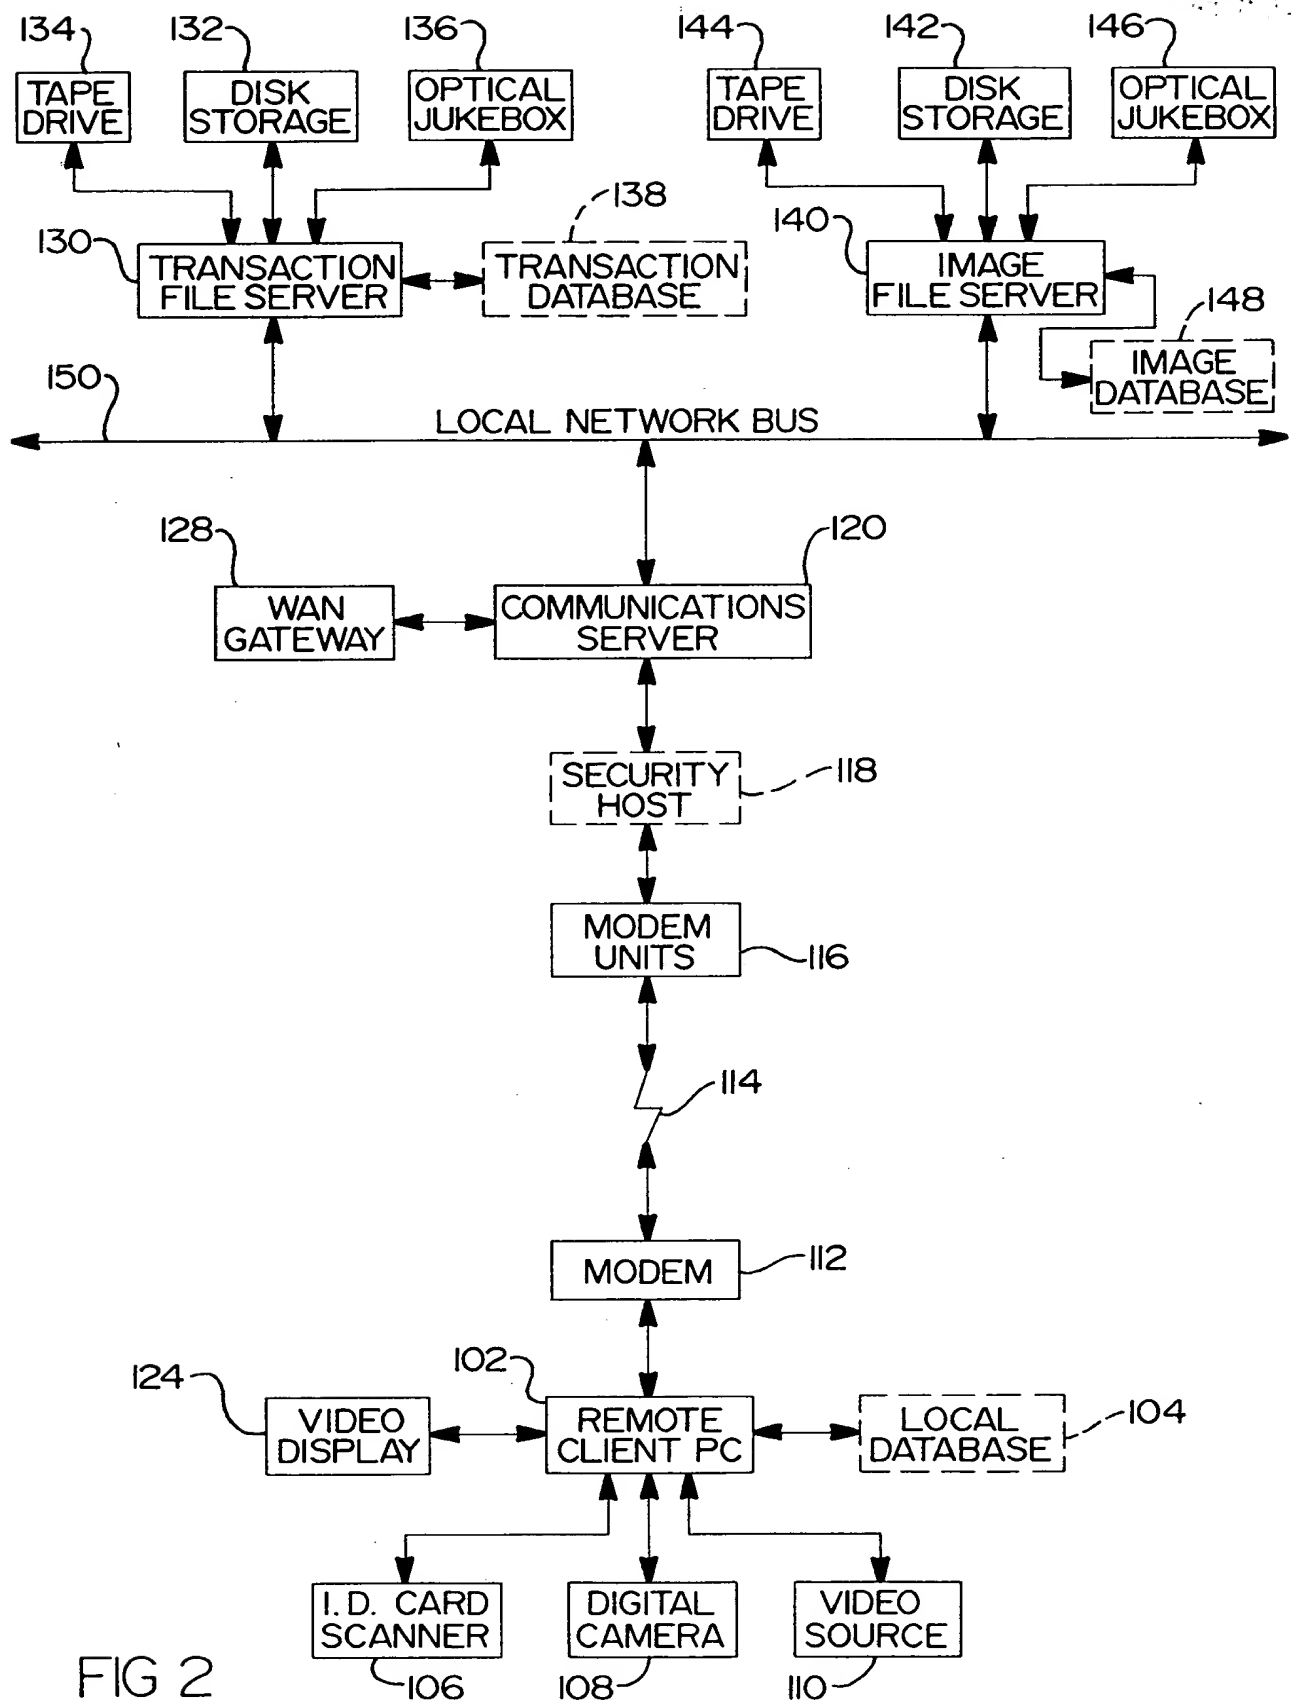 134
132
136
144
142
146
TAPE
DRIVE
DISK
STORAGE
OPTICAL
JUKEBOX
TAPE
DRIVE
DISK
STORAGE
OPTICAL
JUKEBOX
138
130
140
TRANSACTION
FILE SERVER
TRANSACTION
DATABASE
IMAGE
FILE SERVER
148
IMAGE
DATABASE
150
LOCAL NETWORK BUS
128
120
WAN
GATEWAY
COMMUNICATIONS
SERVER
SECURITY
HOST
118
MODEM
UNITS
116
114
MODEM
112
102
124
VIDEO
DISPLAY
REMOTE
CLIENT PC
LOCAL
DATABASE
104
I. D. CARD
SCANNER
DIGITAL
CAMERA
VIDEO
SOURCE
106
108
110
FIG 2